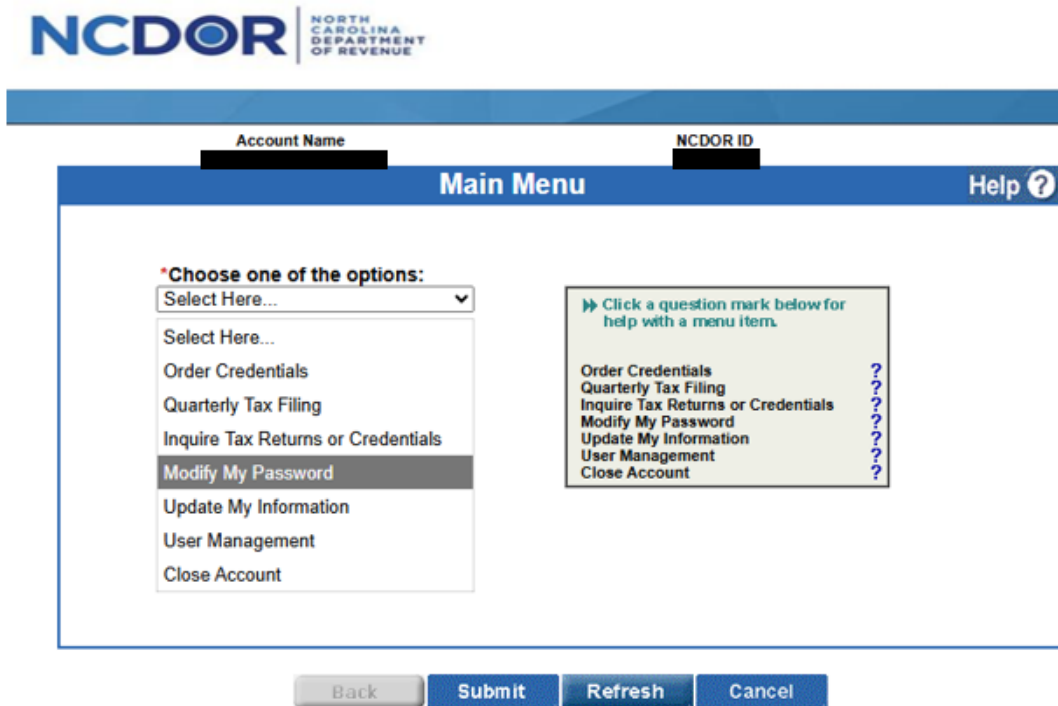 NCDOR
NORTH
CAROLINA
DEPARTMENT
OF REVENUE
Account Name
NCDOR ID
Main Menu
Help ?
*Choose one of the options:
Select Here...
Select Here...
Order Credentials
Quarterly Tax Filing
Inquire Tax Returns or Credentials
Modify My Password
Update My Information
User Management
Close Account
Click a question mark below for
help with a menu item.
Order Credentials ?
Quarterly Tax Filing ?
Inquire Tax Returns or Credentials ?
Modify My Password ?
Update My Information ?
User Management ?
Close Account ?
Back
Submit
Refresh
Cancel